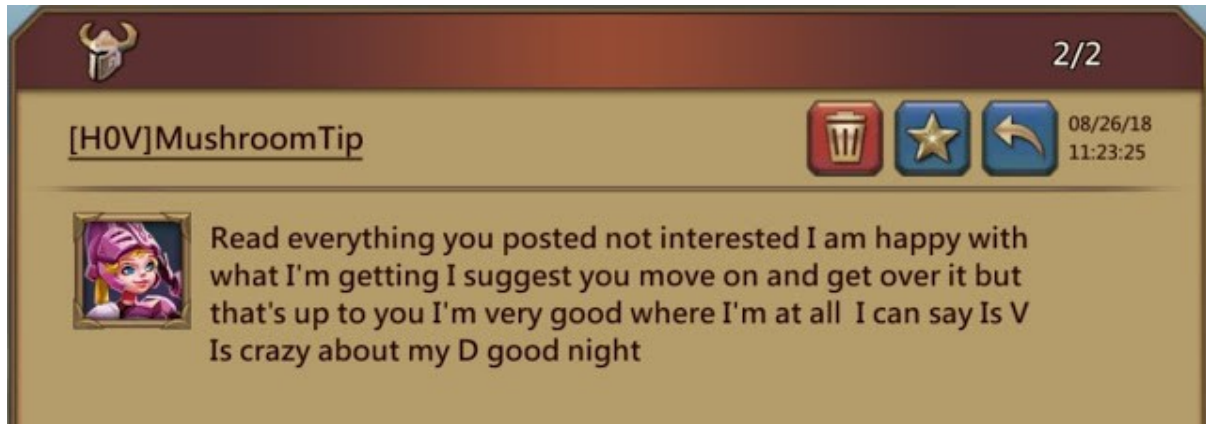 2/2
[H0V]MushroomTip
08/26/18
11:23:25
Read everything you posted not interested I am happy with
what I'm getting I suggest you move on and get over it but
that's up to you I'm very good where I'm at all  I can say Is V
Is crazy about my D good night